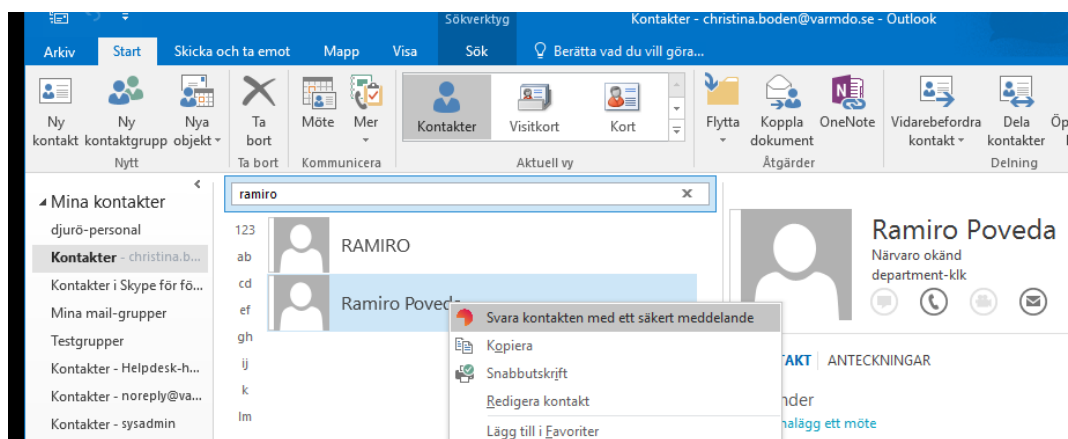 Sökverktyg
Kontakter - christina.boden@varmdo.se - Outlook
Arkiv Start Skicka och ta emot Mapp Visa Sök Berätta vad du vill göra...
Ny kontakt
Ny kontaktgrupp
Nya objekt
Ta bort
Möte
Mer
Kontakter
Visitkort
Kort
Flytta
Koppla dokument
OneNote
Vidarebefordra kontakt
Dela kontakter
Nytt Ta bort Kommunicera Aktuell vy Åtgärder Delning
Mina kontakter
djurö-personal
Kontakter - christina.b...
Kontakter i Skype för fö...
Mina mail-grupper
Testgrupper
Kontakter - Helpdesk-h...
Kontakter - noreply@va...
Kontakter - sysadmin
ramiro
123
ab
cd
ef
gh
ij
k
lm
RAMIRO
Ramiro Poveda
Svara kontakten med ett säkert meddelande
Kopiera
Snabbutskrift
Redigera kontakt
Lägg till i Favoriter
Ramiro Poveda
Närvaro okänd
department-klk
ANTECKNINGAR